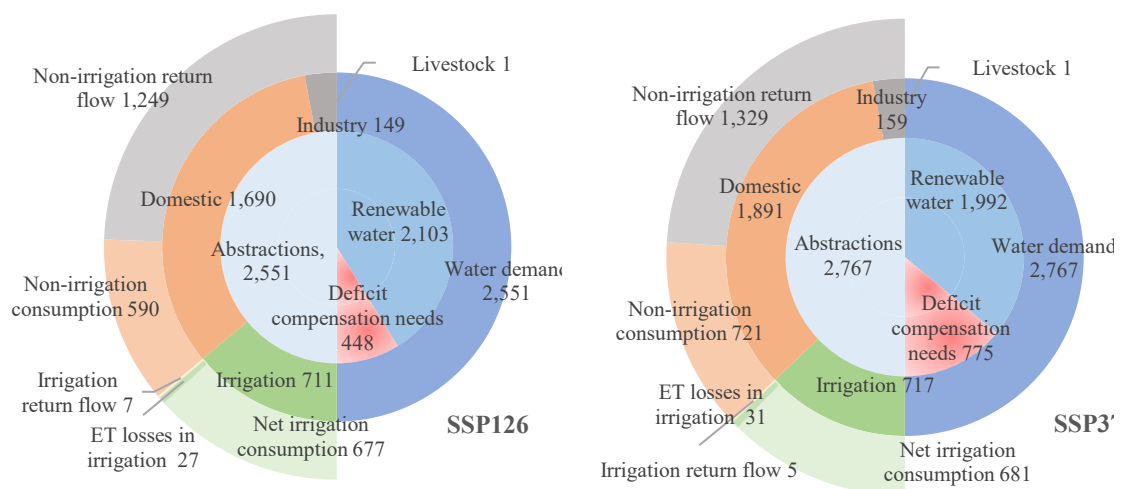 Livestock 1
Non-irrigation return
flow 1,249
Industry 149
Domestic 1,690
Renewable
water 2,103
Abstractions,
2,551
Water deman
2,551
Non-irrigation
consumption 590
Deficit
compensation needs
448
Irrigation
return flow 7
Irrigation 711
ET losses in
irrigation 27
Net irrigation
consumption 677
SSP126
Livestock 1
Non-irrigation return
flow 1,329
Industry
159
Domestic
1,891
Renewable
water 1,992
Abstractions
2,767
Water demand
2,767
Non-irrigation
consumption 721
Deficit
compensation
needs 775
ET losses in
irrigation 31
Irrigation 717
Irrigation return flow 5
Net irrigation
consumption 681
SSP3